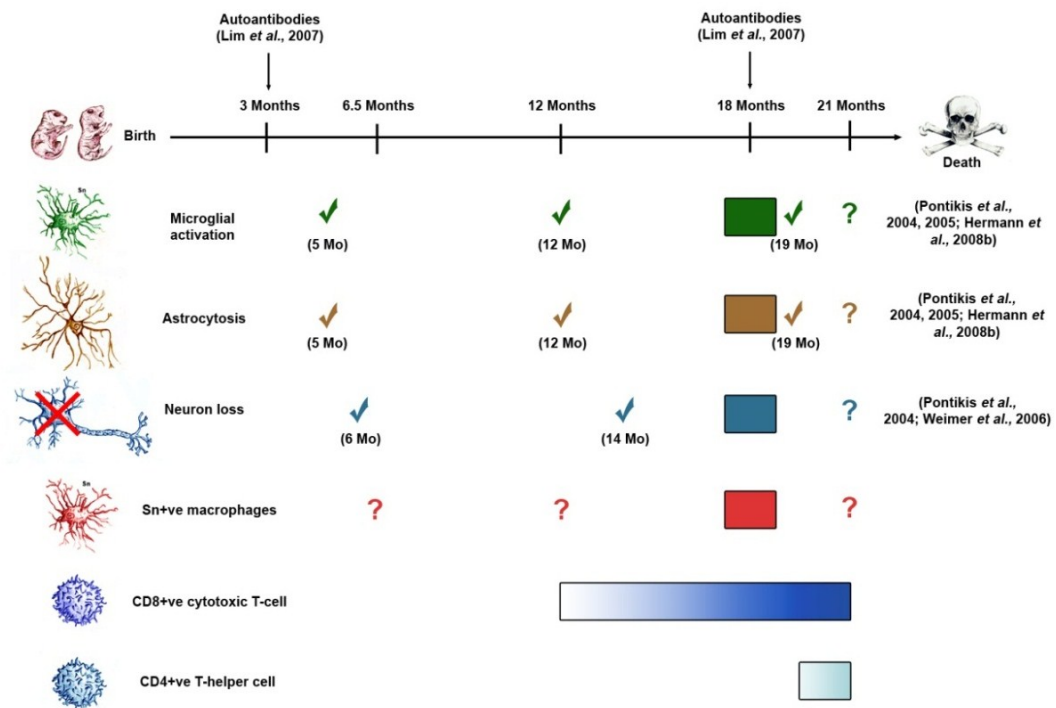 Autoantibodies
(Lim et al., 2007)
Autoantibodies
(Lim et al., 2007)
3 Months
6.5 Months
12 Months
18 Months
21 Months
Birth
Death
Sn
Microglial
activation
(5 Mo)
(12 Mo)
(19 Mo)
?
(Pontikis et al.,
2004, 2005; Hermann et
al., 2008b)
Astrocytosis
(5 Mo)
(12 Mo)
(19 Mo)
?
(Pontikis et al.,
2004, 2005; Hermann et
al., 2008b)
Neuron loss
(6 Mo)
(14 Mo)
?
(Pontikis et al.,
2004; Weimer et al., 2006)
Sn
Sn+ve macrophages
?
?
?
CD8+ve cytotoxic T-cell
CD4+ve T-helper cell